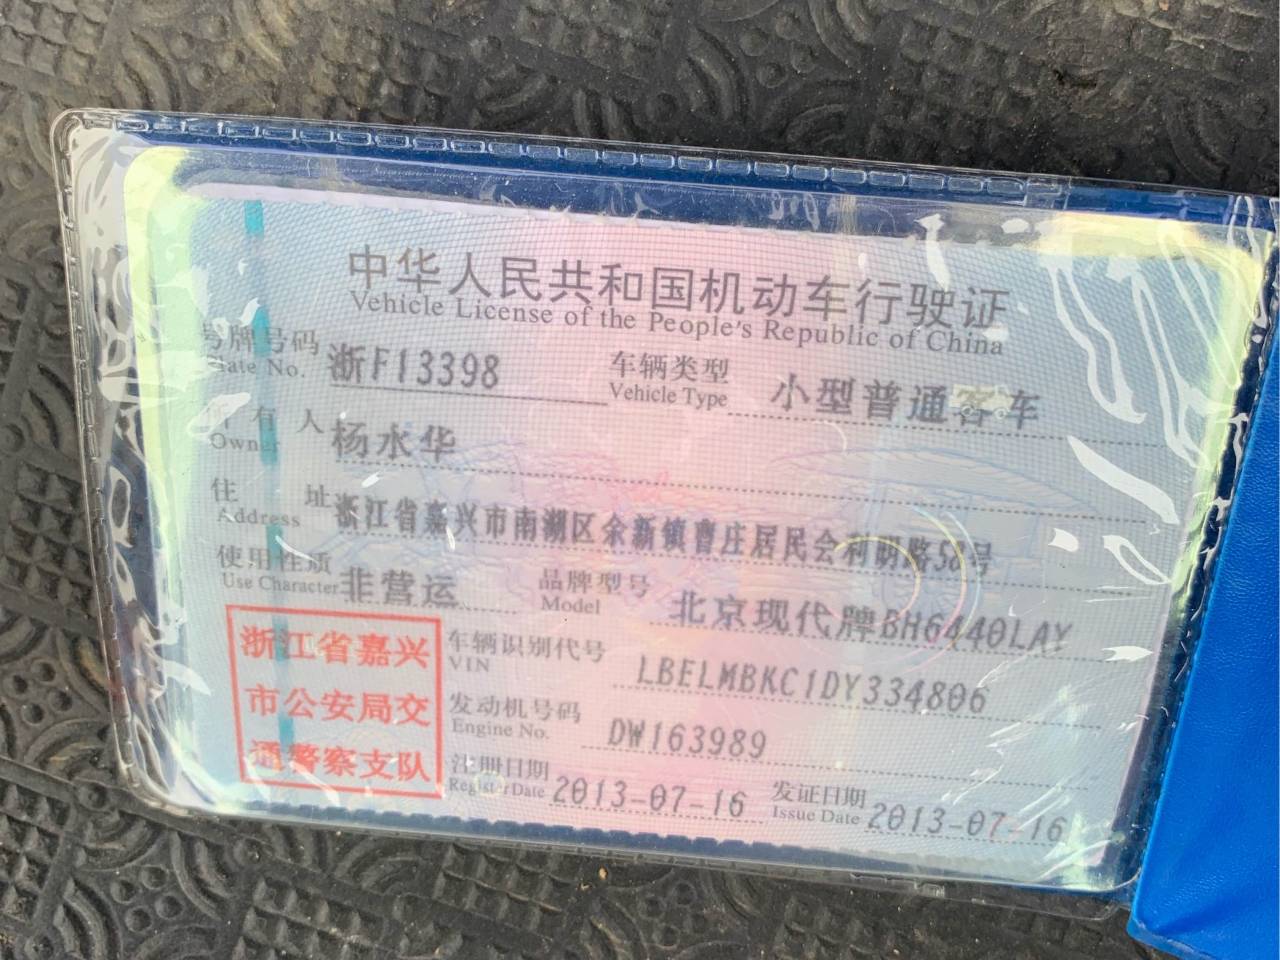 中华人民共和国机动车行驶证
Vehicle License of the People's Republic of China
号牌号码 浙F13398 车辆类型 小型普通客车
Plate No. Vehicle Type
所有人 杨水华
Owner
住址 浙江省嘉兴市南湖区余新镇曹庄居民会利明路58号
Address
使用性质 非营运 品牌型号 北京现代牌BH6440LAY
Use Character Model
浙江省嘉兴 车辆识别代号 LBELMBKC1DY334806
VIN
市公安局交 发动机号码 DW163989
Engine No.
通警察支队 注册日期 2013-07-16 发证日期 2013-07-16
Register Date Issue Date